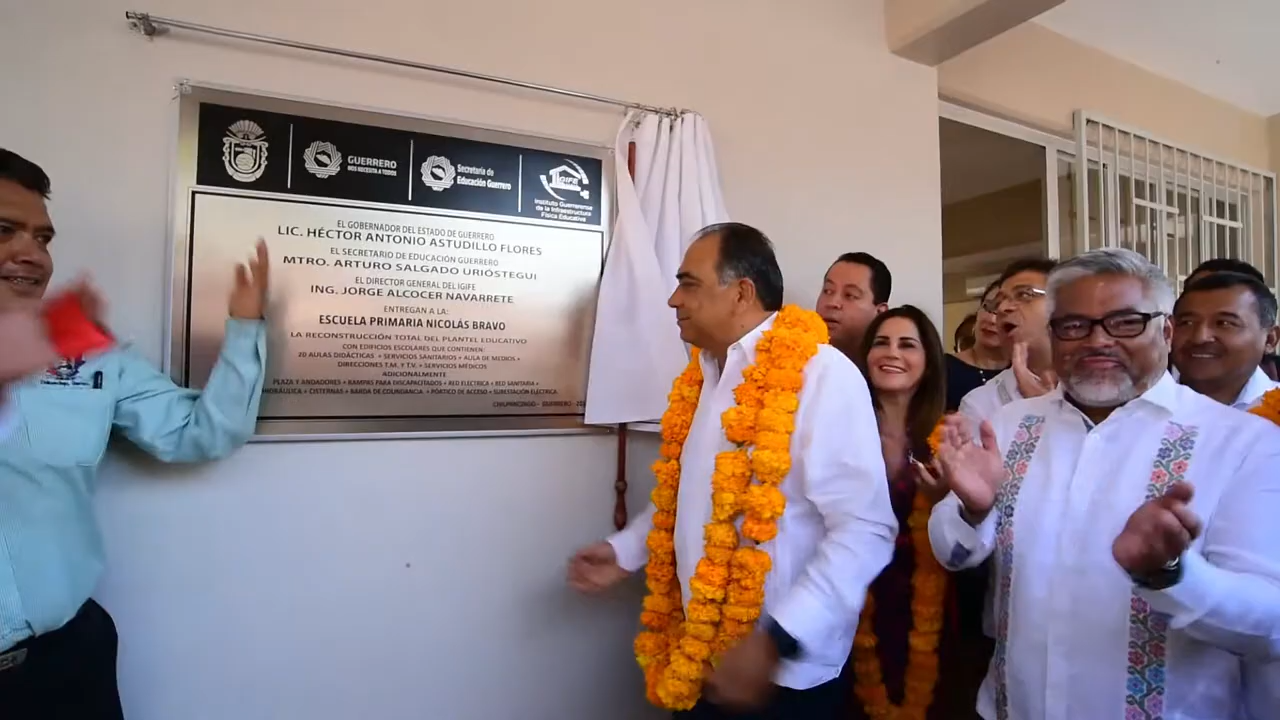 GUERRERO
NOS NECESITA A TODOS
Secretaría de
Educación Guerrero
IGIFE
Instituto Guerrerense
de la Infraestructura
Física Educativa
EL GOBERNADOR DEL ESTADO DE GUERRERO
LIC. HÉCTOR ANTONIO ASTUDILLO FLORES
EL SECRETARIO DE EDUCACIÓN GUERRERO
MTRO. ARTURO SALGADO URIÓSTEGUI
EL DIRECTOR GENERAL DEL IGIFE
ING. JORGE ALCOCER NAVARRETE
ENTREGAN A LA:
ESCUELA PRIMARIA NICOLÁS BRAVO
LA RECONSTRUCCIÓN TOTAL DEL PLANTEL EDUCATIVO
CON EDIFICIOS ESCOLARES QUE CONTIENEN:
20 AULAS DIDÁCTICAS • SERVICIOS SANITARIOS • AULA DE MEDIOS •
DIRECCIONES T.M. Y T.V. • SERVICIOS MÉDICOS
ADICIONALMENTE
PLAZA Y ANDADORES • RAMPAS PARA DISCAPACITADOS • RED ELÉCTRICA • RED SANITARIA •
HIDRÁULICA • CISTERNAS • BARDA DE COLINDANCIA • PÓRTICO DE ACCESO • SUBESTACIÓN ELÉCTRICA
CHILPANCINGO - GUERRERO